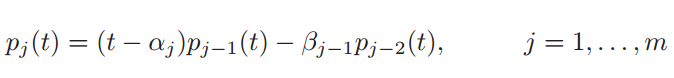 p_j(t) = (t − α_j)p_{j−1}(t) − β_{j−1}p_{j−2}(t), j = 1, . . . , m